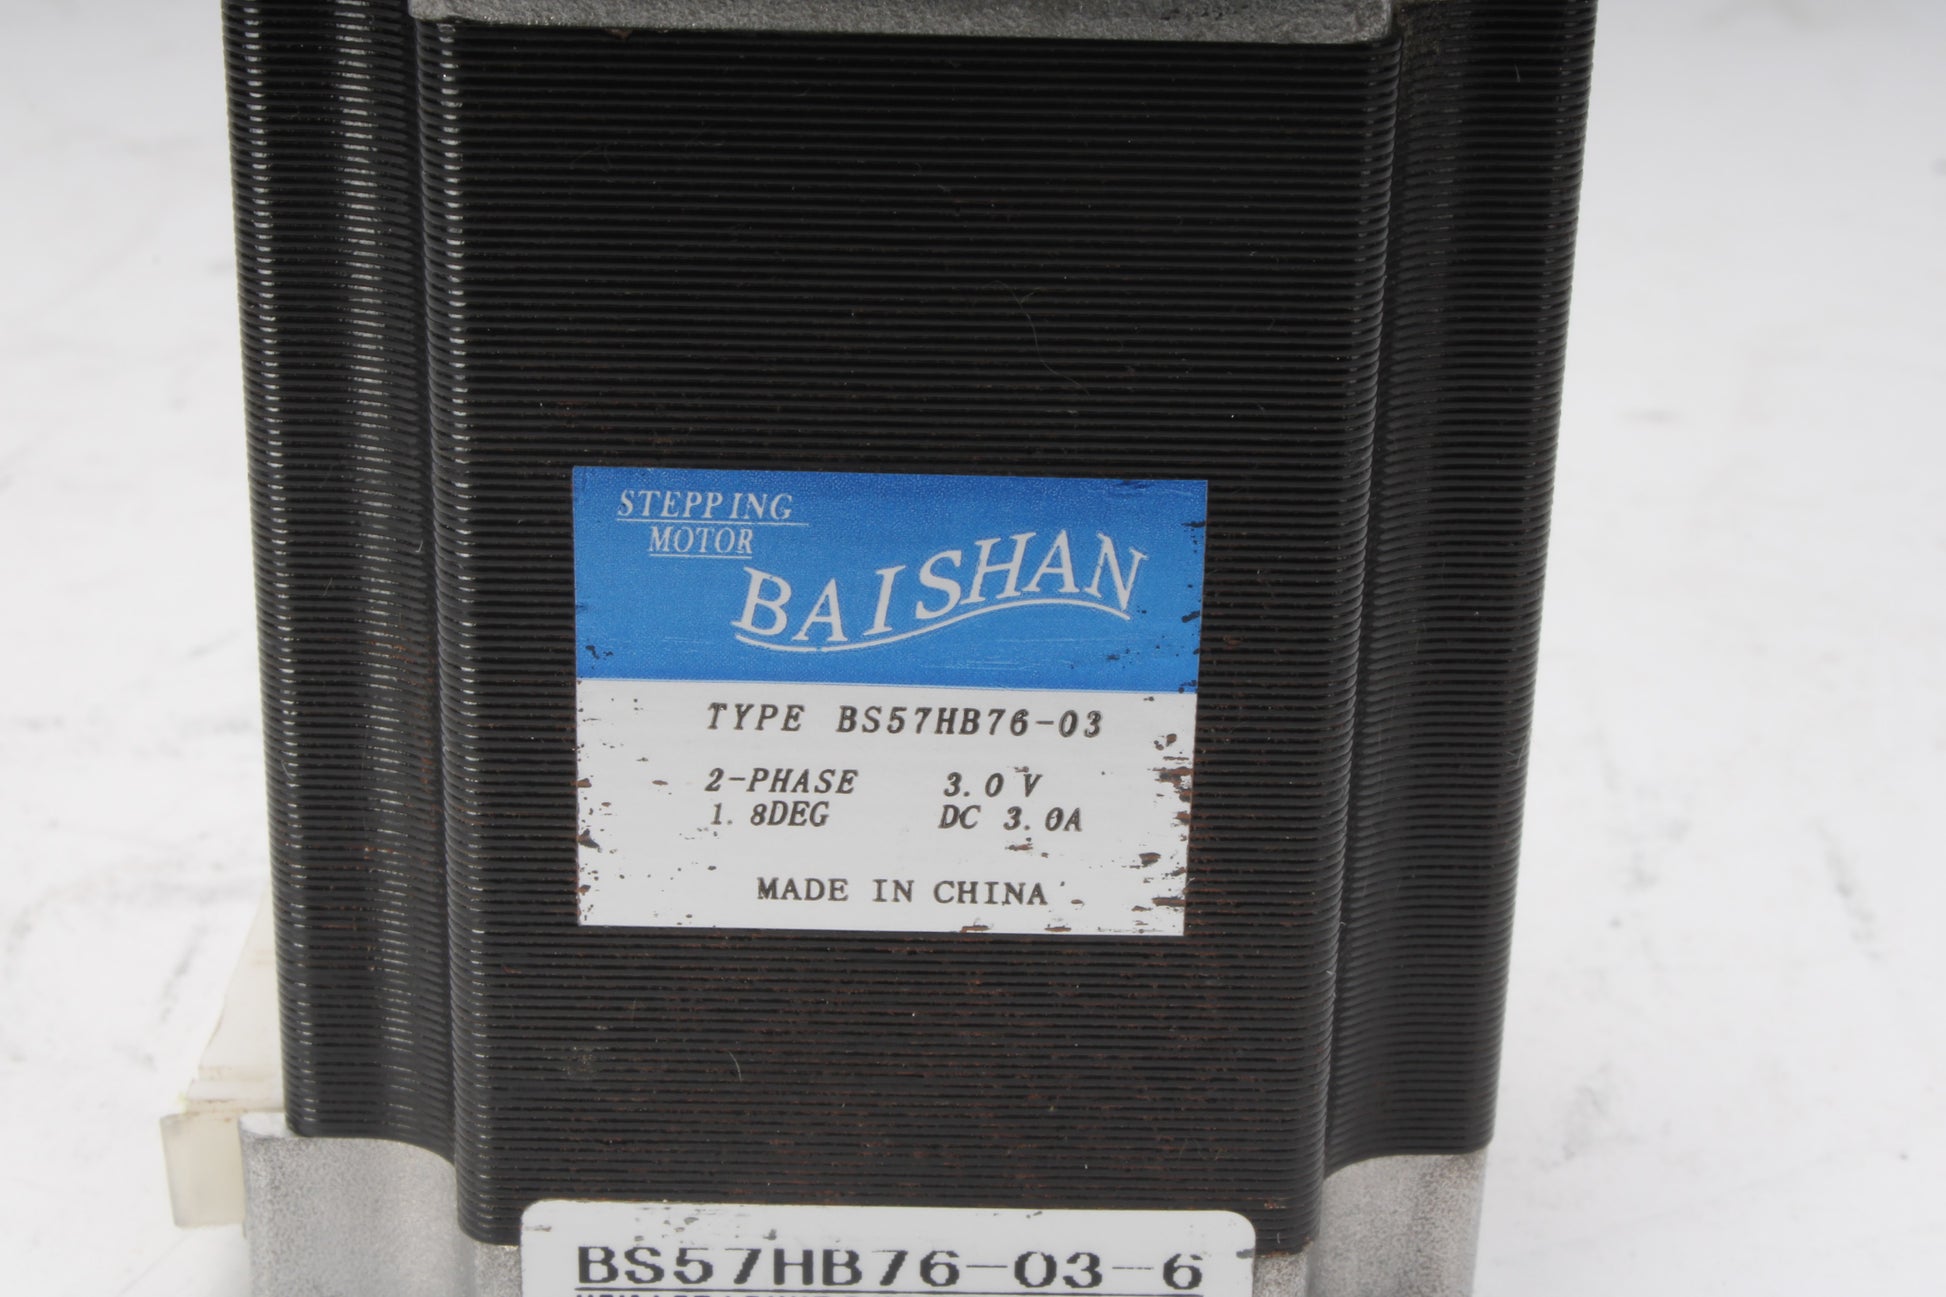 STEPPING
MOTOR
BAISHAN
TYPE BS57HB76-03
2-PHASE 3.0 V
1.8DEG DC 3.0A
MADE IN CHINA
BS57HB76-03-6